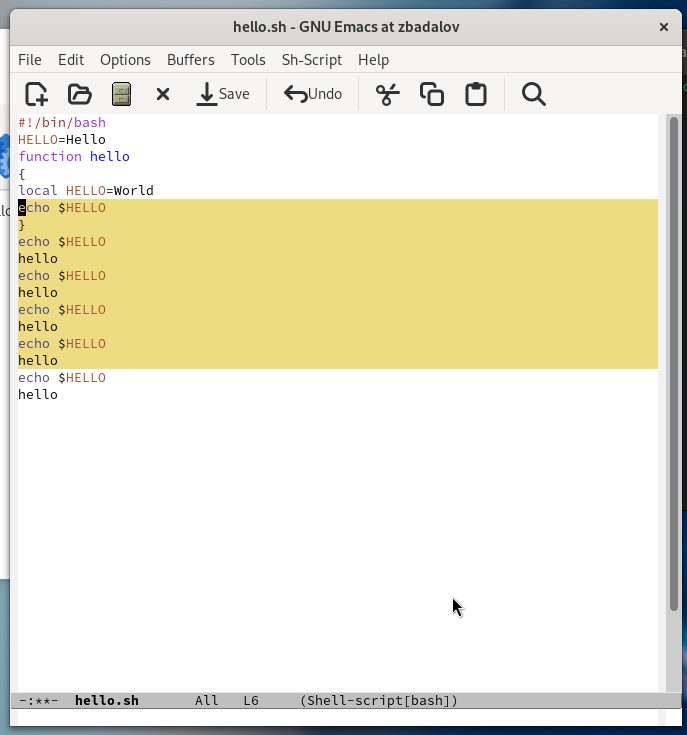 hello.sh - GNU Emacs at zbadalov
File Edit Options Buffers Tools Sh-Script Help
Save Undo
#!/bin/bash
HELLO=Hello
function hello
{
local HELLO=World
echo $HELLO
}
echo $HELLO
hello
echo $HELLO
hello
echo $HELLO
hello
echo $HELLO
hello
echo $HELLO
hello
-:**- hello.sh All L6 (Shell-script[bash])